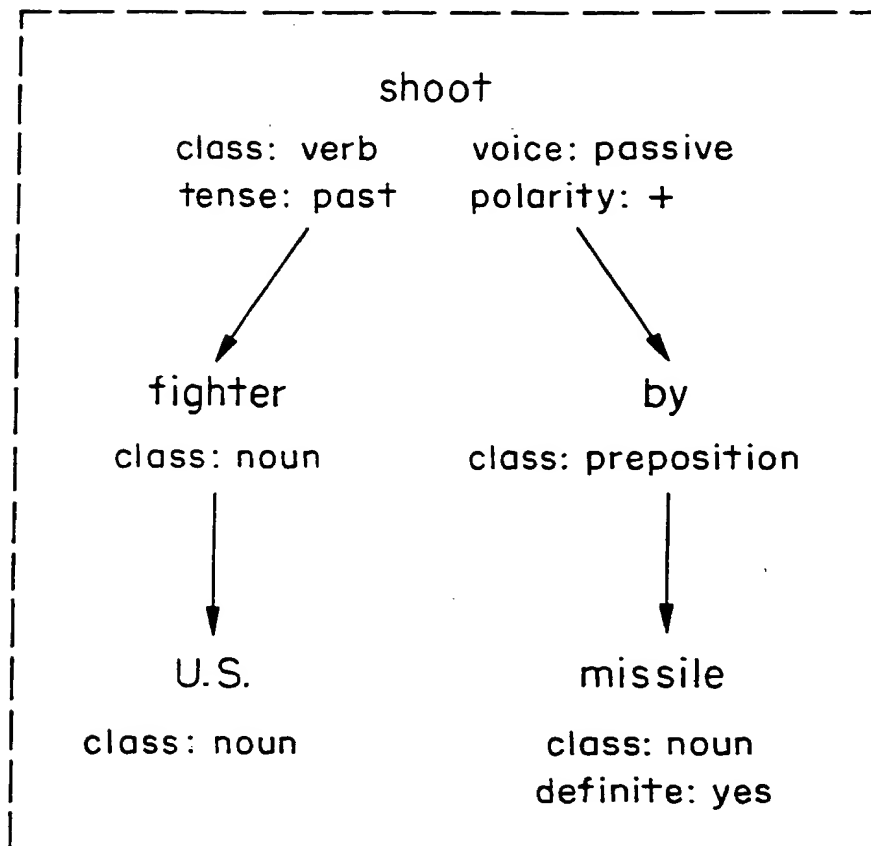 shoot
class: verb voice: passive
tense: past polarity: +
fighter by
class: noun class: preposition
U.S. missile
class: noun class: noun
definite: yes